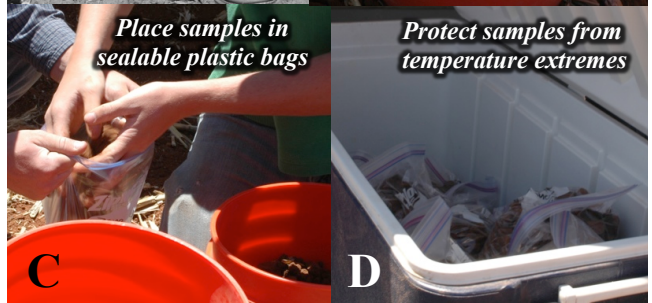 Place samples in
sealable plastic bags
Protect samples from
temperature extremes
C
D